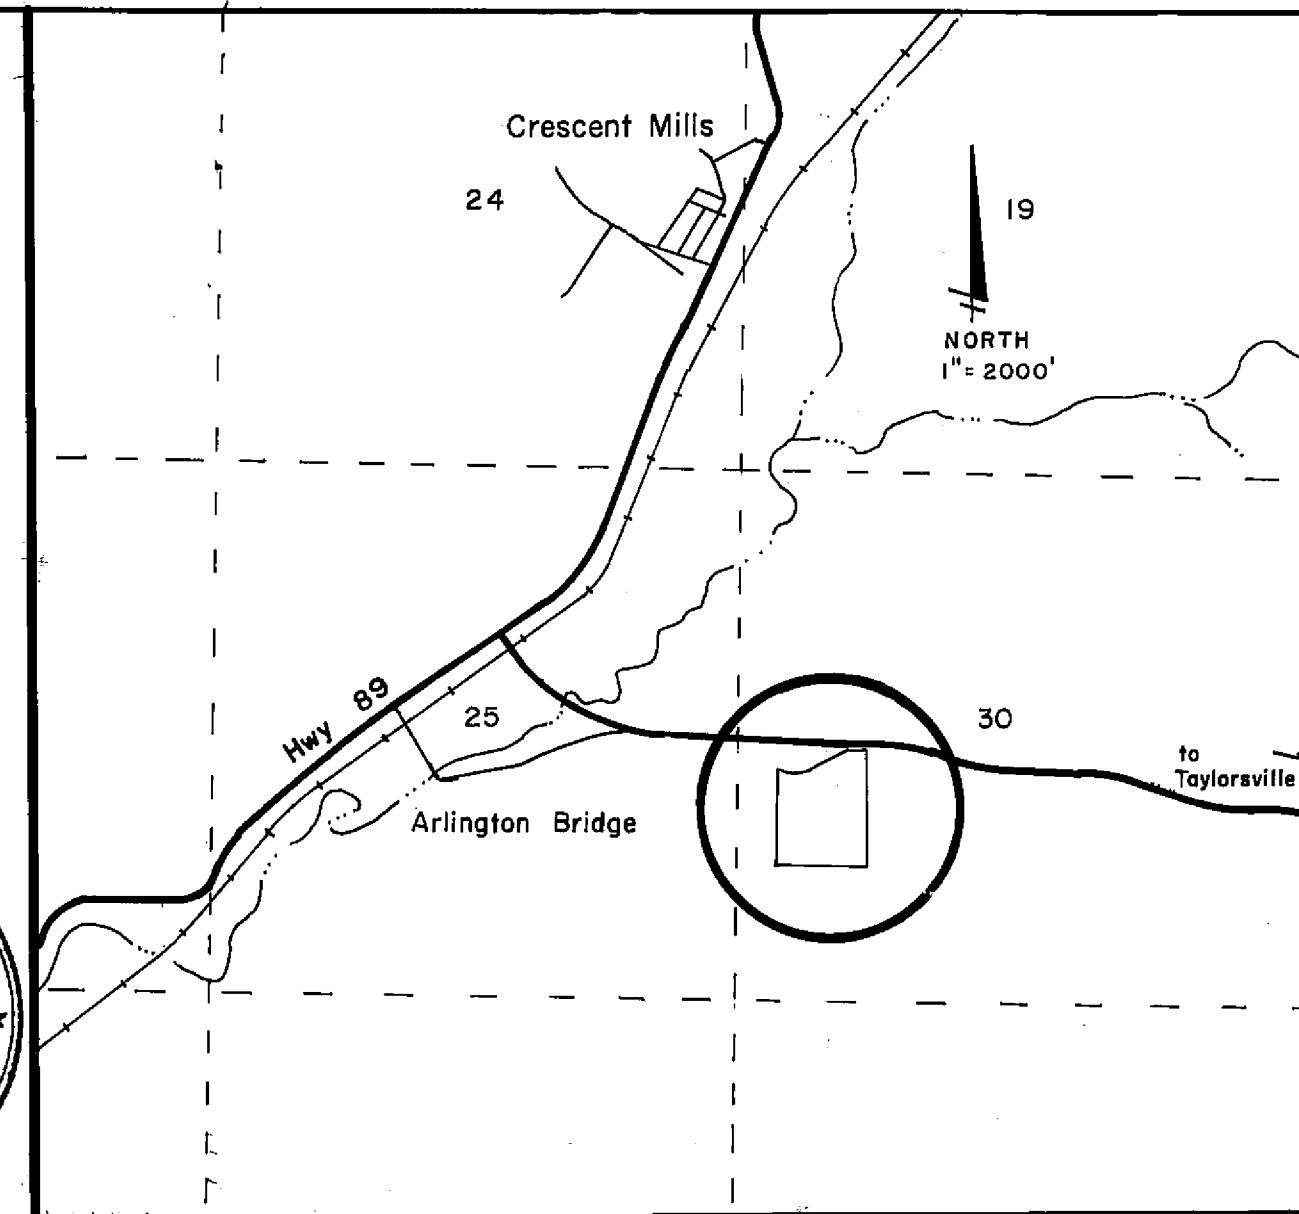 Crescent Mills
24
19
NORTH
1" = 2000'
Hwy 89
25
30
to
Taylorsville
Arlington Bridge